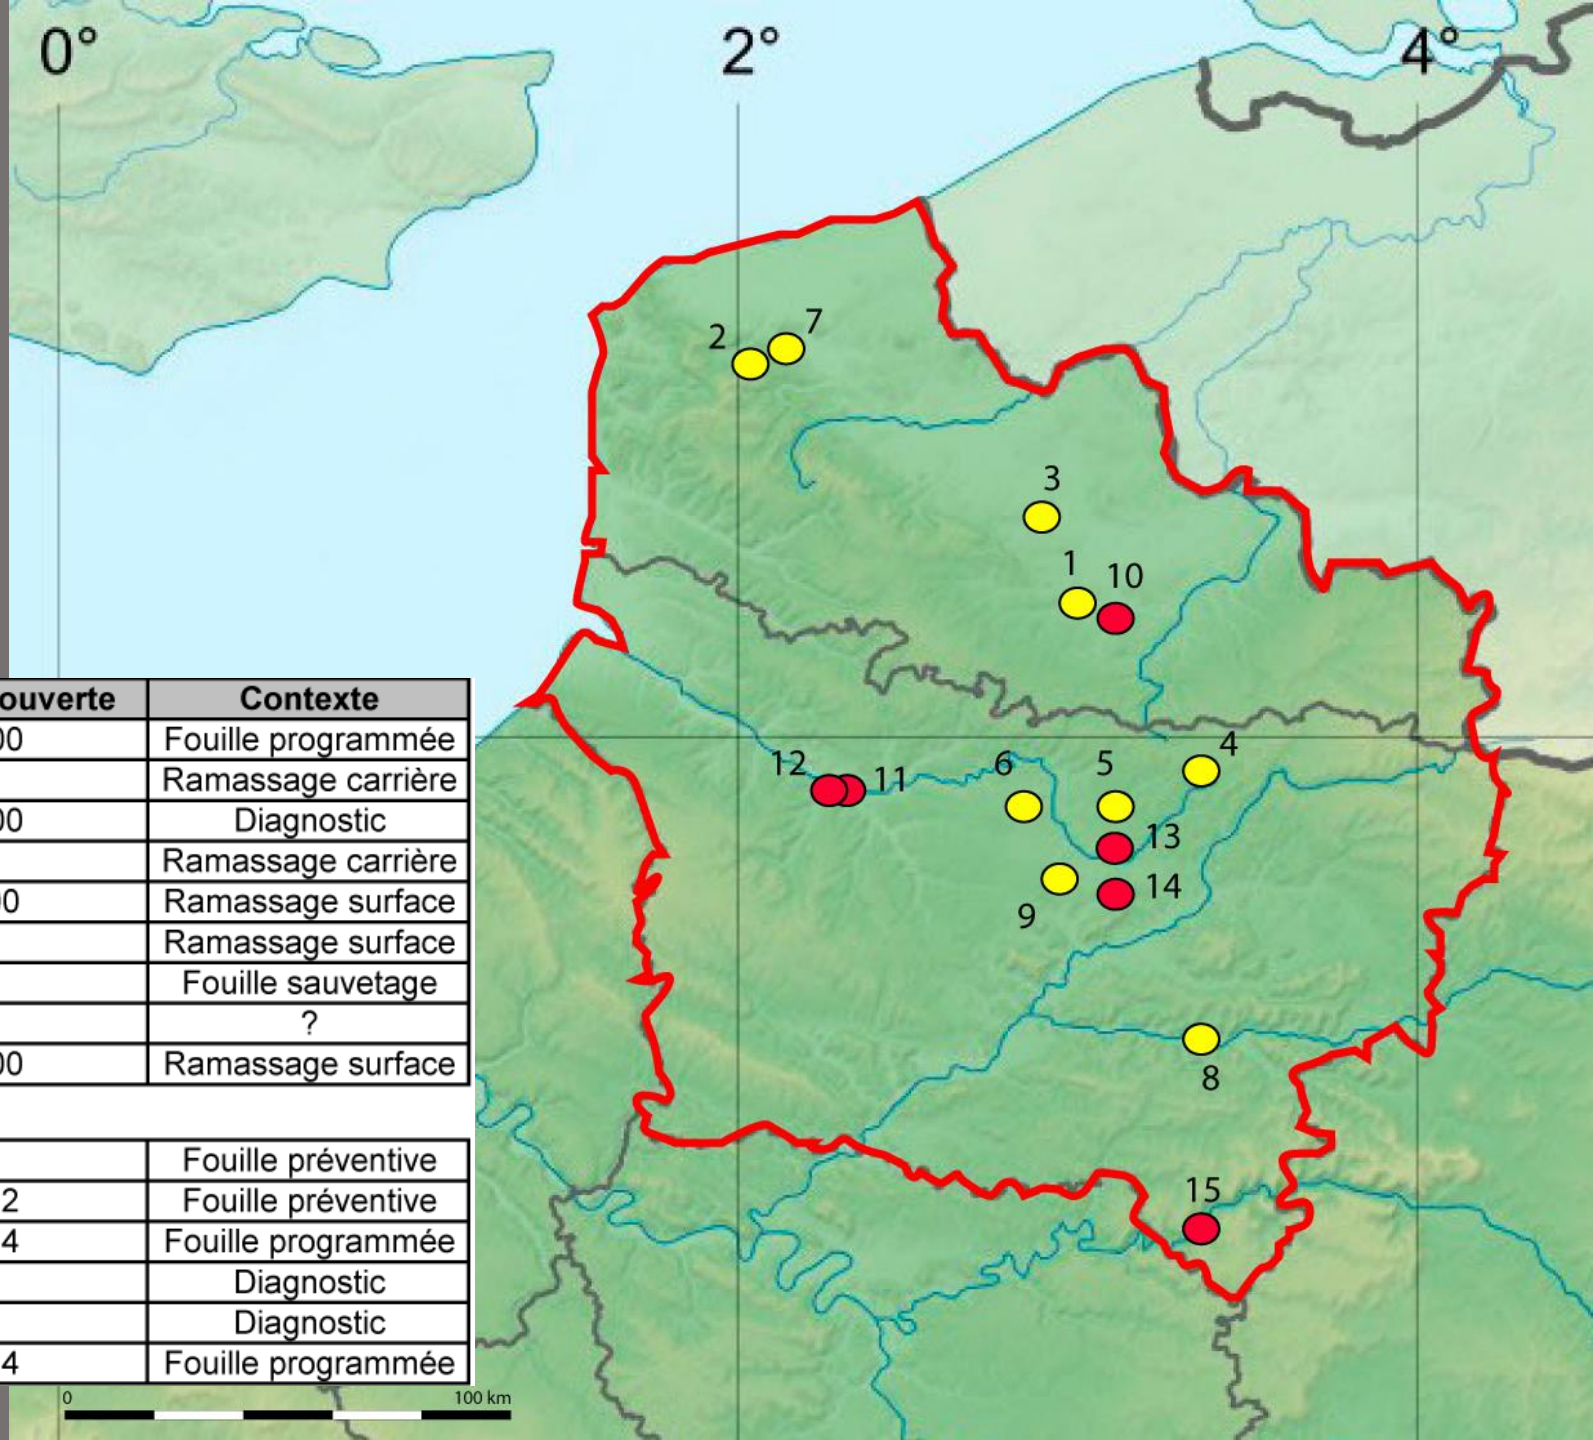 0° 2° 4°
7
2
3
1 10
ouverte Contexte
00 Fouille programmée
Ramassage carrière
00 Diagnostic
Ramassage carrière
00 Ramassage surface
Ramassage surface
Fouille sauvetage
?
00 Ramassage surface
Fouille préventive
2 Fouille préventive
4 Fouille programmée
Diagnostic
Diagnostic
4 Fouille programmée
0 100 km
4
12 11 6 5
13
14
9
8
15